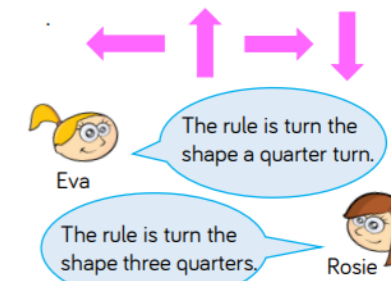 The rule is turn the
shape a quarter turn.
Eva
The rule is turn the
shape three quarters.
Rosie